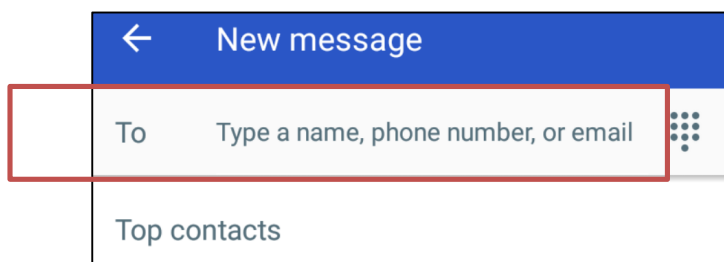 New message
To Type a name, phone number, or email
Top contacts